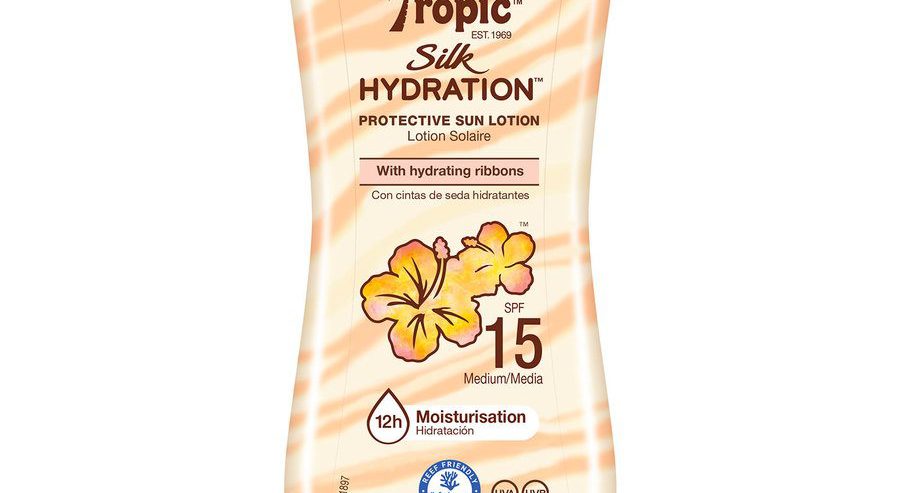 Tropic™
EST. 1969
Silk
HYDRATION™
PROTECTIVE SUN LOTION
Lotion Solaire
With hydrating ribbons
Con cintas de seda hidratantes
™
SPF
15
Medium/Media
12h
Moisturisation
Hidratación
REEF FRIENDLY
1897